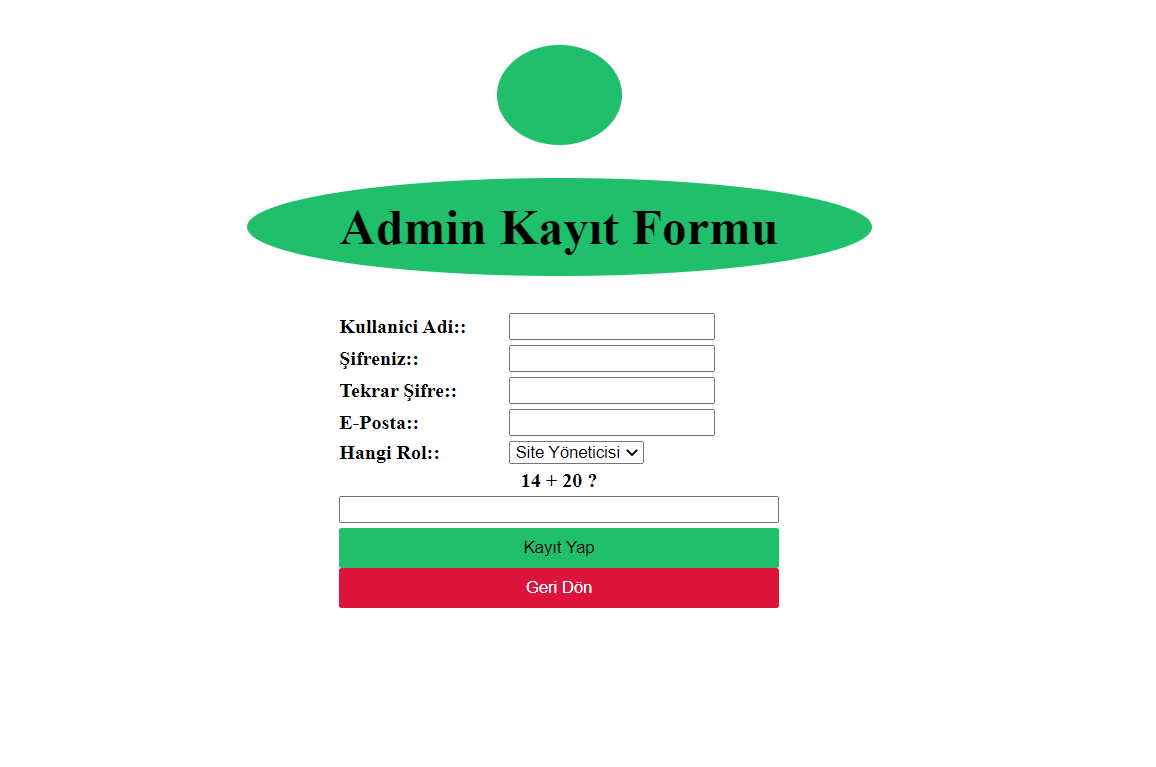 Admin Kayıt Formu
Kullanici Adi::
Şifreniz::
Tekrar Şifre::
E-Posta::
Hangi Rol:: Site Yöneticisi
14 + 20 ?
Kayıt Yap
Geri Dön